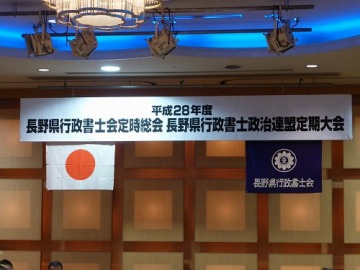 平成28年度
長野県行政書士会定時総会 長野県行政書士政治連盟定期大会
長野県行政書士会